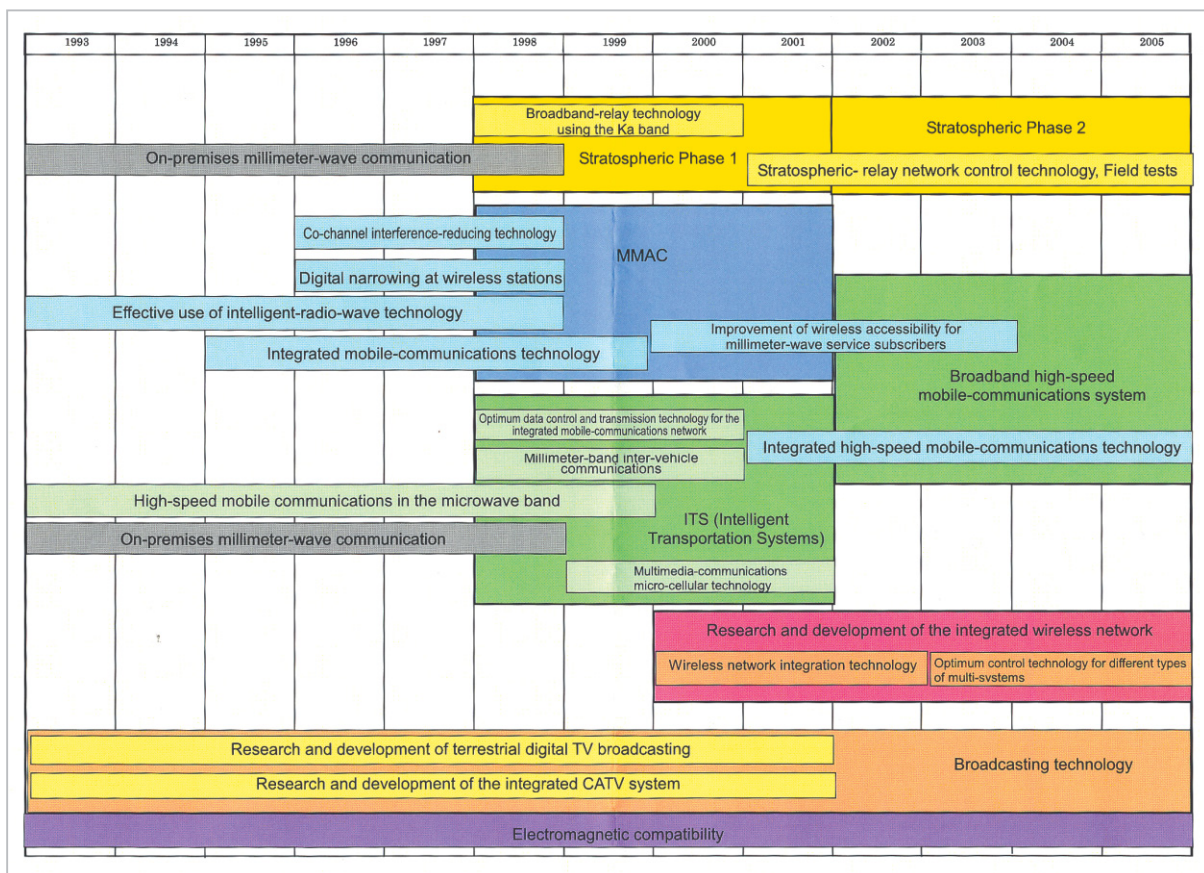 1993 1994 1995 1996 1997 1998 1999 2000 2001 2002 2003 2004 2005
Broadband-relay technology
using the Ka band
Stratospheric Phase 2
On-premises millimeter-wave communication
Stratospheric Phase 1
Stratospheric- relay network control technology, Field tests
Co-channel interference-reducing technology
MMAC
Digital narrowing at wireless stations
Effective use of intelligent-radio-wave technology
Improvement of wireless accessibility for
millimeter-wave service subscribers
Integrated mobile-communications technology
Broadband high-speed
mobile-communications system
Optimum data control and transmission technology for the
integrated mobile-communications network
Integrated high-speed mobile-communications technology
Millimeter-band inter-vehicle
communications
High-speed mobile communications in the microwave band
ITS (Intelligent
Transportation Systems)
On-premises millimeter-wave communication
Multimedia-communications
micro-cellular technology
Research and development of the integrated wireless network
Wireless network integration technology
Optimum control technology for different types
of multi-systems
Research and development of terrestrial digital TV broadcasting
Broadcasting technology
Research and development of the integrated CATV system
Electromagnetic compatibility